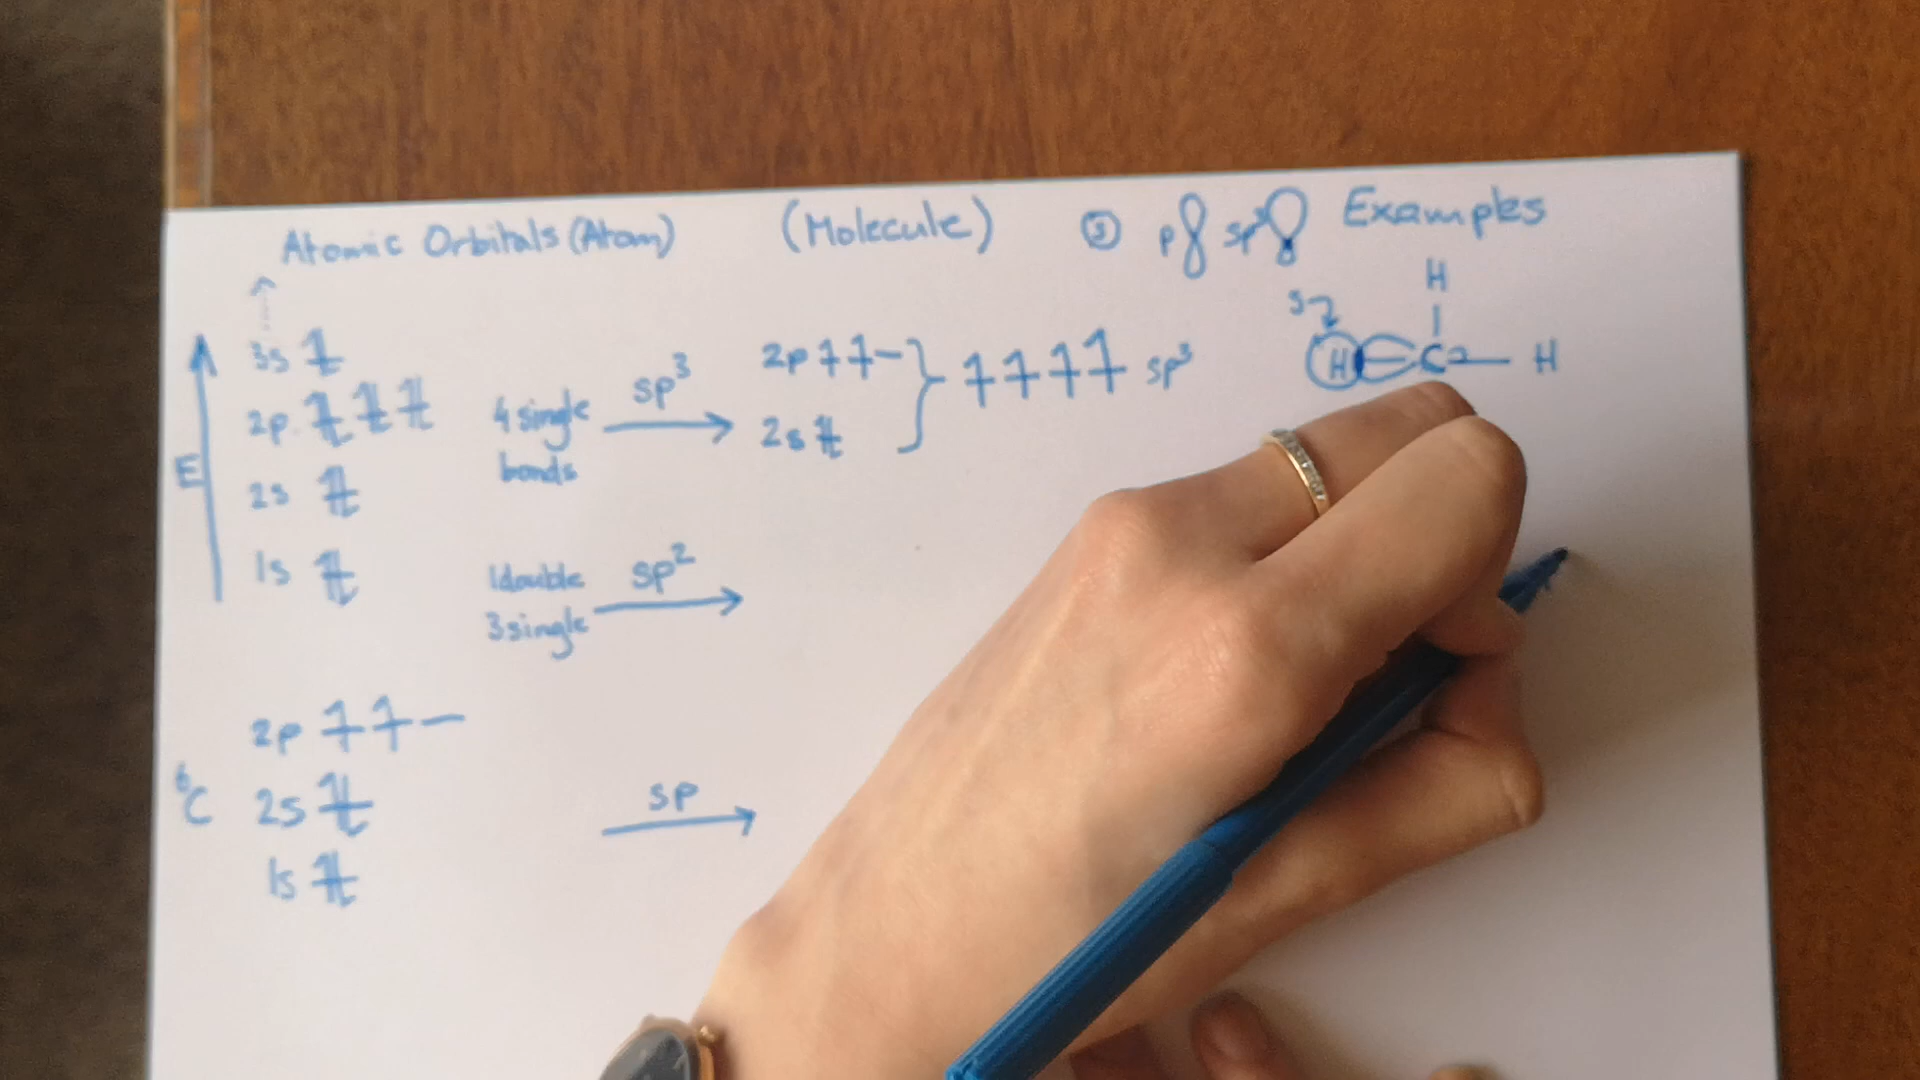 Atomic Orbitals (Atom) (Molecule) s p sp³ Examples
E
3s
2p
2s
1s
4 single
bonds
sp³
2p
2s
sp³
s
H
H C H
1double
3single
sp²
⁶C
2p
2s
1s
sp